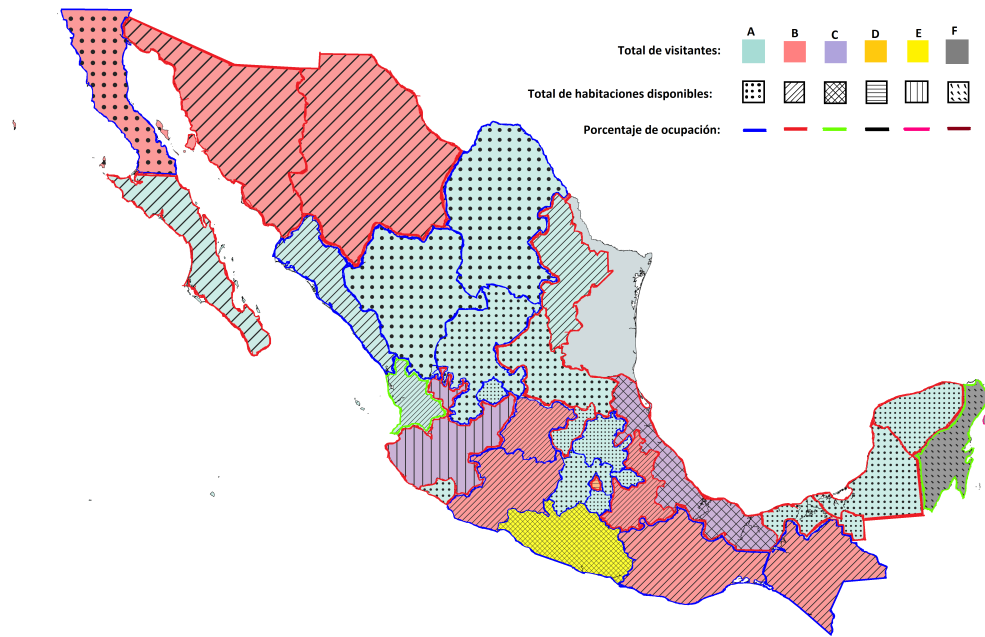 A B C D E F
Total de visitantes:
Total de habitaciones disponibles:
Porcentaje de ocupación: